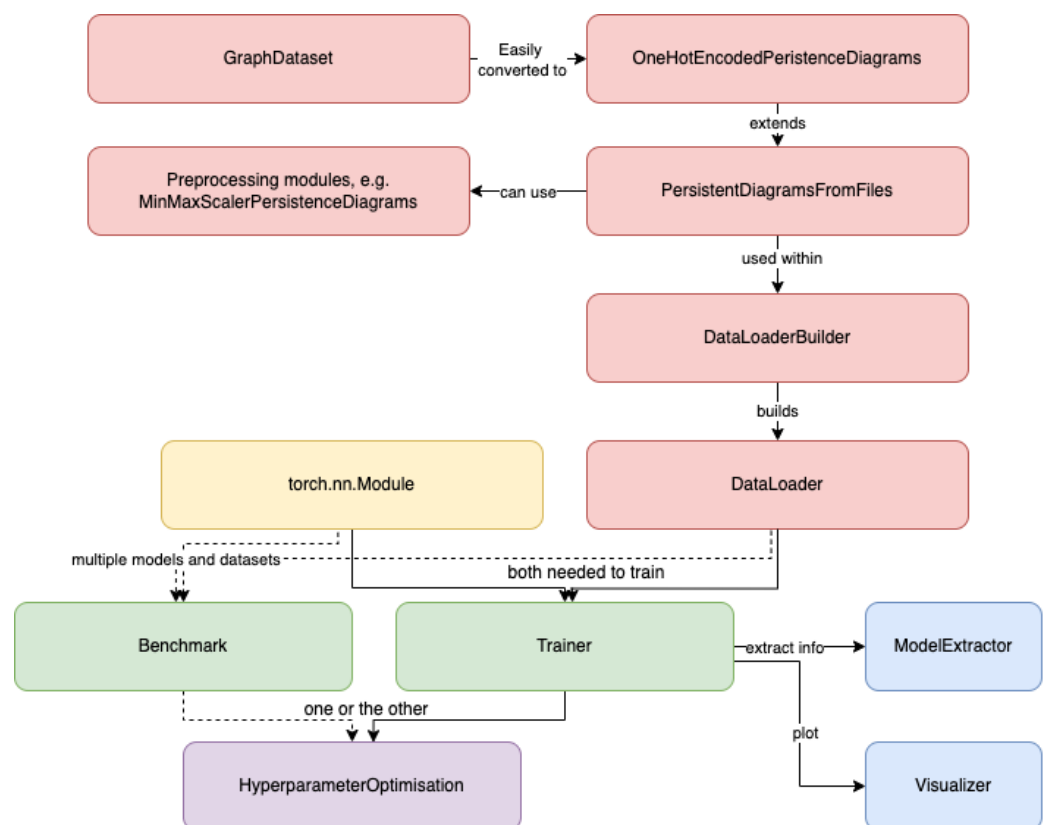 GraphDataset
Easily
converted to
OneHotEncodedPeristenceDiagrams
extends
Preprocessing modules, e.g.
MinMaxScalerPersistenceDiagrams
can use
PersistentDiagramsFromFiles
used within
DataLoaderBuilder
builds
torch.nn.Module
DataLoader
multiple models and datasets
both needed to train
Benchmark
Trainer
extract info
ModelExtractor
one or the other
plot
HyperparameterOptimisation
Visualizer